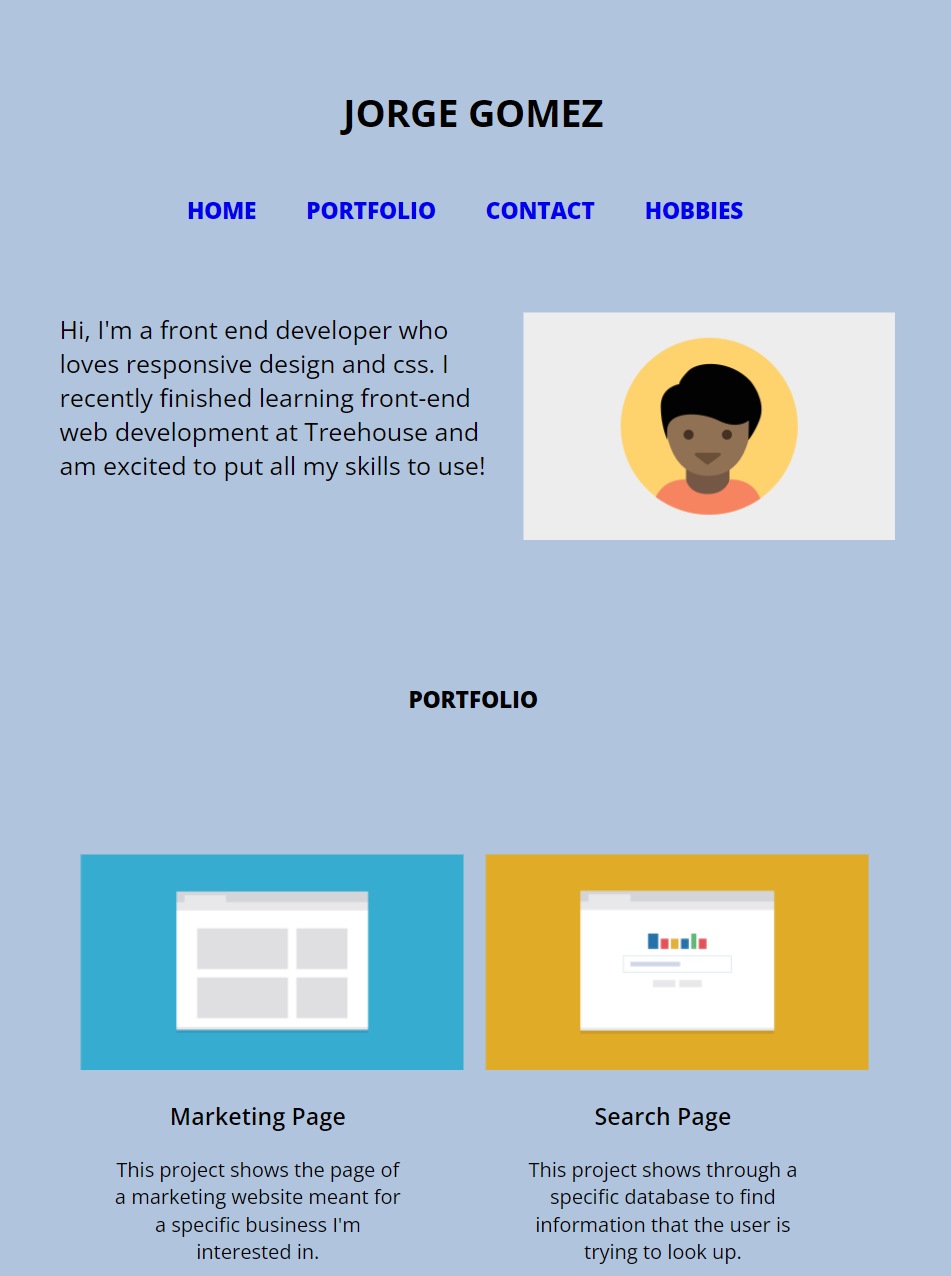 JORGE GOMEZ
HOME PORTFOLIO CONTACT HOBBIES
Hi, I'm a front end developer who
loves responsive design and css. I
recently finished learning front-end
web development at Treehouse and
am excited to put all my skills to use!
PORTFOLIO
Marketing Page
This project shows the page of
a marketing website meant for
a specific business I'm
interested in.
Search Page
This project shows through a
specific database to find
information that the user is
trying to look up.